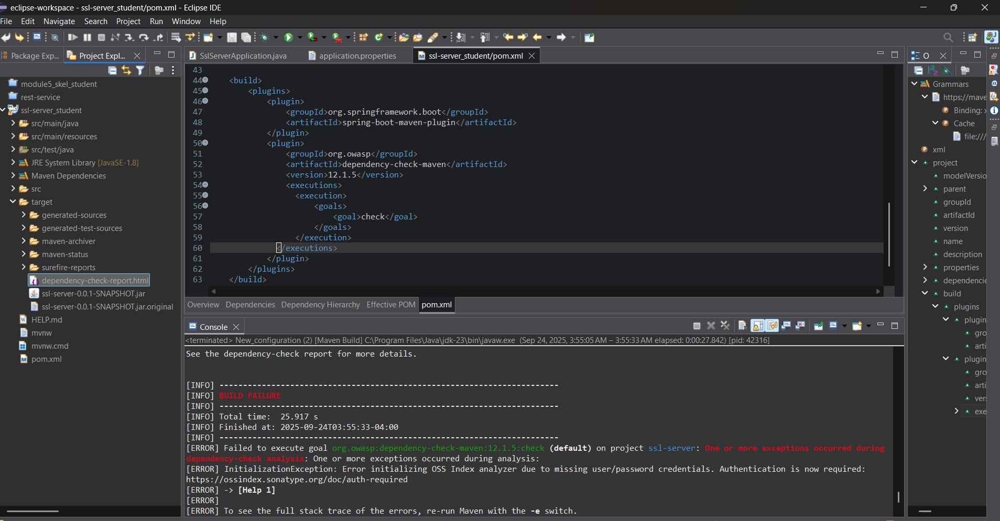 eclipse-workspace - ssl-server_student/pom.xml - Eclipse IDE
File Edit Navigate Search Project Run Window Help
Package Exp...
Project Expl...
module5_skel_student
rest-service
ssl-server_student
src/main/java
src/main/resources
src/test/java
JRE System Library [JavaSE-1.8]
Maven Dependencies
src
target
generated-sources
generated-test-sources
maven-archiver
maven-status
surefire-reports
dependency-check-report.html
ssl-server-0.0.1-SNAPSHOT.jar
ssl-server-0.0.1-SNAPSHOT.jar.original
HELP.md
mvnw
mvnw.cmd
pom.xml
SslServerApplication.java
application.properties
ssl-server_student/pom.xml
43
44 <build>
45 <plugins>
46 <plugin>
47 <groupId>org.springframework.boot</groupId>
48 <artifactId>spring-boot-maven-plugin</artifactId>
49 </plugin>
50 <plugin>
51 <groupId>org.owasp</groupId>
52 <artifactId>dependency-check-maven</artifactId>
53 <version>12.1.5</version>
54 <executions>
55 <execution>
56 <goals>
57 <goal>check</goal>
58 </goals>
59 </execution>
60 </executions>
61 </plugin>
62 </plugins>
63 </build>
Overview Dependencies Dependency Hierarchy Effective POM pom.xml
Console
<terminated> New_configuration (2) [Maven Build] C:\Program Files\Java\jdk-23\bin\javaw.exe (Sep 24, 2025, 3:55:05 AM – 3:55:33 AM elapsed: 0:00:27.842) [pid: 42316]
See the dependency-check report for more details.
[INFO] ------------------------------------------------------------------------
[INFO] BUILD FAILURE
[INFO] ------------------------------------------------------------------------
[INFO] Total time:  25.917 s
[INFO] Finished at: 2025-09-24T03:55:33-04:00
[INFO] ------------------------------------------------------------------------
[ERROR] Failed to execute goal org.owasp:dependency-check-maven:12.1.5:check (default) on project ssl-server: One or more exceptions occurred during
dependency-check analysis: One or more exceptions occurred during analysis:
[ERROR] InitializationException: Error initializing OSS Index analyzer due to missing user/password credentials. Authentication is now required:
https://ossindex.sonatype.org/doc/auth-required
[ERROR] -> [Help 1]
[ERROR]
[ERROR] To see the full stack trace of the errors, re-run Maven with the -e switch.
O
Grammars
https://mave
Binding: x
Cache
file:///
xml
project
modelVersio
parent
groupId
artifactId
version
name
description
properties
dependencie
build
plugins
plugin
gro
arti
plugin
gro
arti
ver
exe